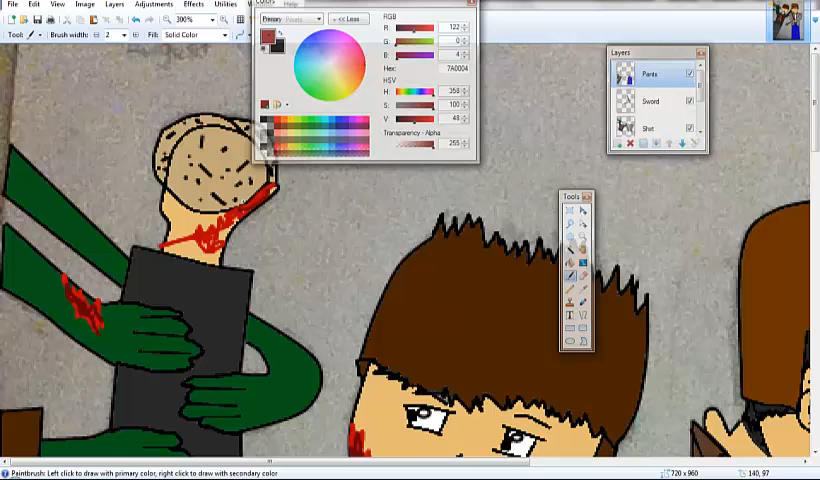 File Edit View Image Layers Adjustments Effects Utilities Help
Colors
300%
Tool: Brush width: 2 Fill: Solid Color
Primary Pixels << Less
RGB
R: 122
G: 0
B: 4
Hex: 7A0004
HSV
H: 358
S: 100
V: 48
Transparency - Alpha
255
Layers
Pants
Sword
Shirt
Tools
Paintbrush: Left click to draw with primary color, right click to draw with secondary color
720 x 960
140, 97